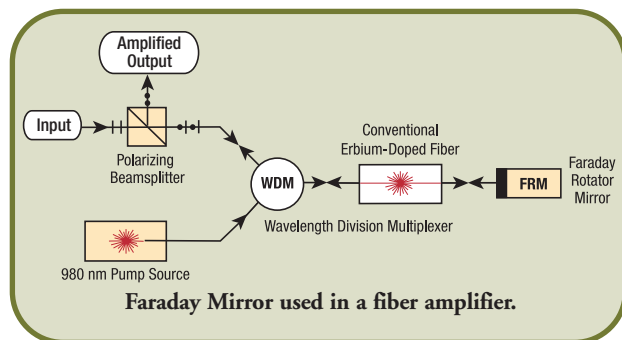 Amplified
Output
Input
Polarizing
Beamsplitter
Conventional
Erbium-Doped Fiber
WDM
FRM
Faraday
Rotator
Mirror
Wavelength Division Multiplexer
980 nm Pump Source
Faraday Mirror used in a fiber amplifier.